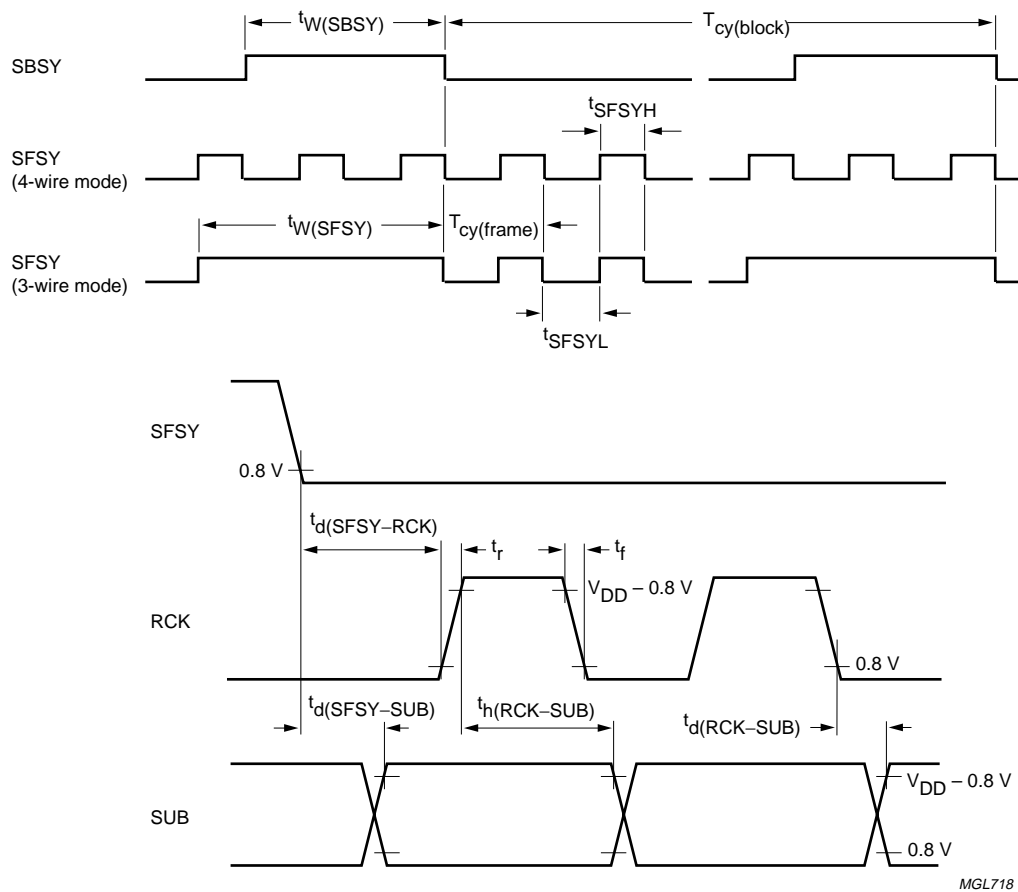 tW(SBSY)
Tcy(block)
SBSY
tSFSYH
SFSY
(4-wire mode)
tW(SFSY)
Tcy(frame)
SFSY
(3-wire mode)
tSFSYL
SFSY
0.8 V
td(SFSY–RCK)
tr
tf
VDD – 0.8 V
RCK
0.8 V
td(SFSY–SUB)
th(RCK–SUB)
td(RCK–SUB)
VDD – 0.8 V
SUB
0.8 V
MGL718